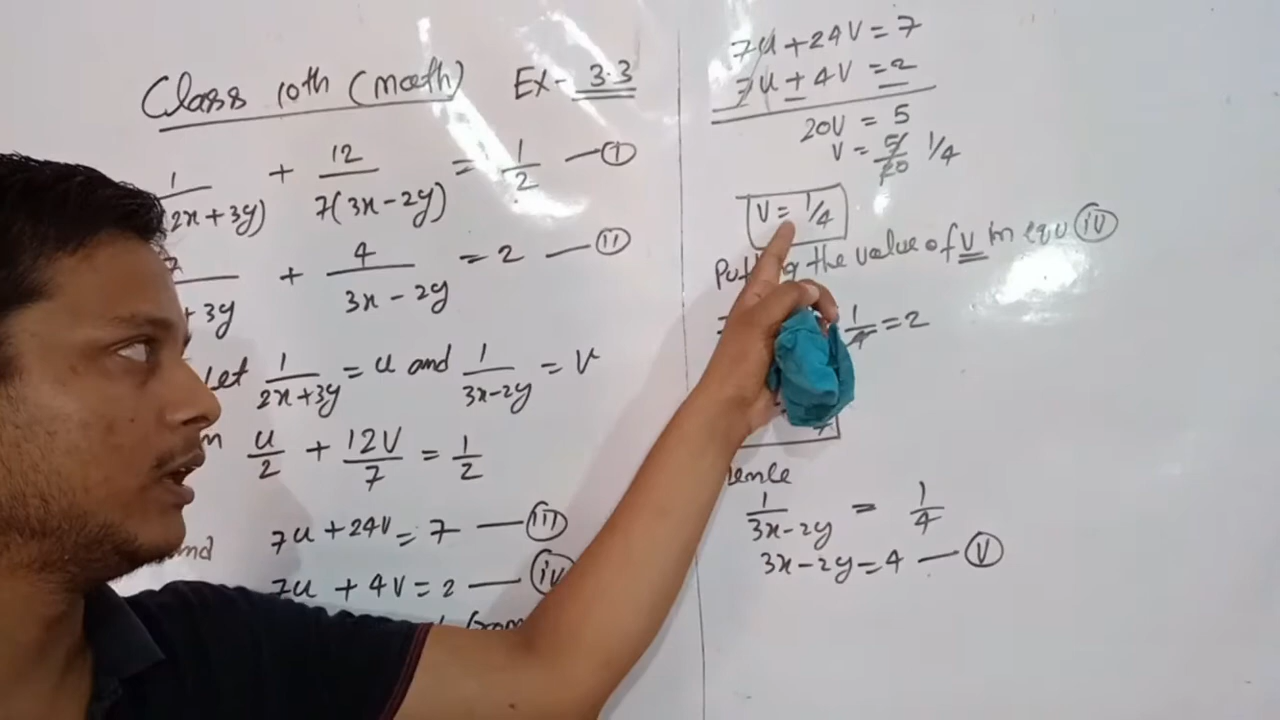 Class 10th (math) Ex- 3.3
1/(2x+3y) + 12/7(3x-2y) = 1/2 — (I)
+3y + 4/(3x-2y) = 2 — (II)
Let 1/(2x+3y) = u and 1/(3x-2y) = v
u/2 + 12v/7 = 1/2
7u + 24v = 7 — (III)
7u + 4v = 2 — (iv)
from
7u + 24v = 7
7u + 4v = 2
- -
20v = 5
v = 5/20 1/4
v = 1/4
the value of v in equ (iv)
1/4 = 2
1/(3x-2y) = 1/4
3x-2y = 4 — (V)